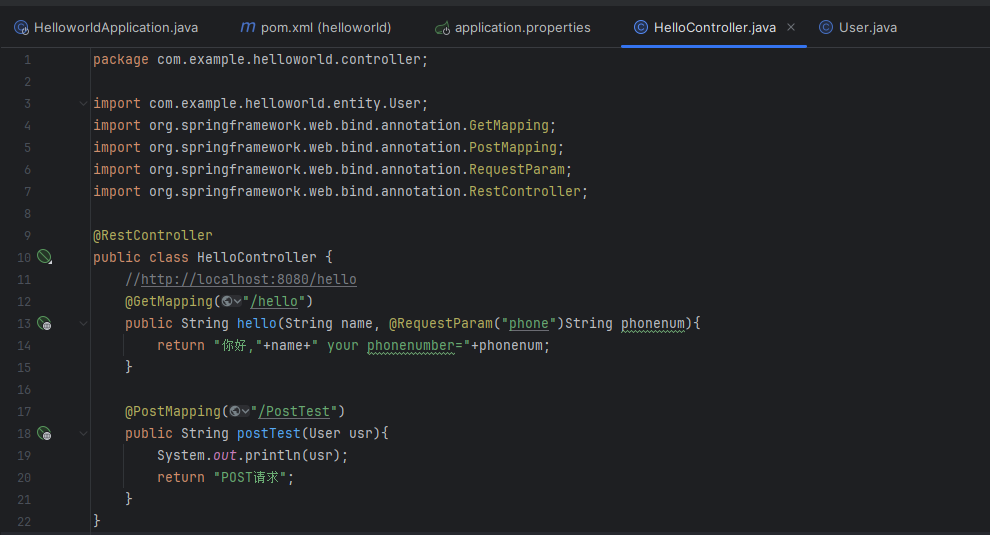 HelloworldApplication.java pom.xml (helloworld) application.properties HelloController.java User.java
1 package com.example.helloworld.controller;
2
3 import com.example.helloworld.entity.User;
4 import org.springframework.web.bind.annotation.GetMapping;
5 import org.springframework.web.bind.annotation.PostMapping;
6 import org.springframework.web.bind.annotation.RequestParam;
7 import org.springframework.web.bind.annotation.RestController;
8
9 @RestController
10 public class HelloController {
11 //http://localhost:8080/hello
12 @GetMapping("/hello")
13 public String hello(String name, @RequestParam("phone")String phonenum){
14 return "你好,"+name+" your phonenumber="+phonenum;
15 }
16
17 @PostMapping("/PostTest")
18 public String postTest(User usr){
19 System.out.println(usr);
20 return "POST请求";
21 }
22 }